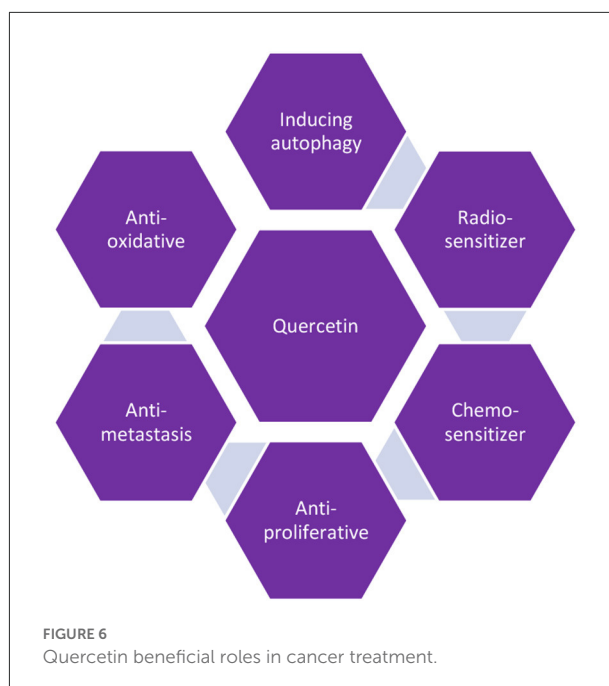 Inducing
autophagy
Anti-
oxidative
Radio-
sensitizer
Quercetin
Anti-
metastasis
Chemo-
sensitizer
Anti-
proliferative
FIGURE 6
Quercetin beneficial roles in cancer treatment.